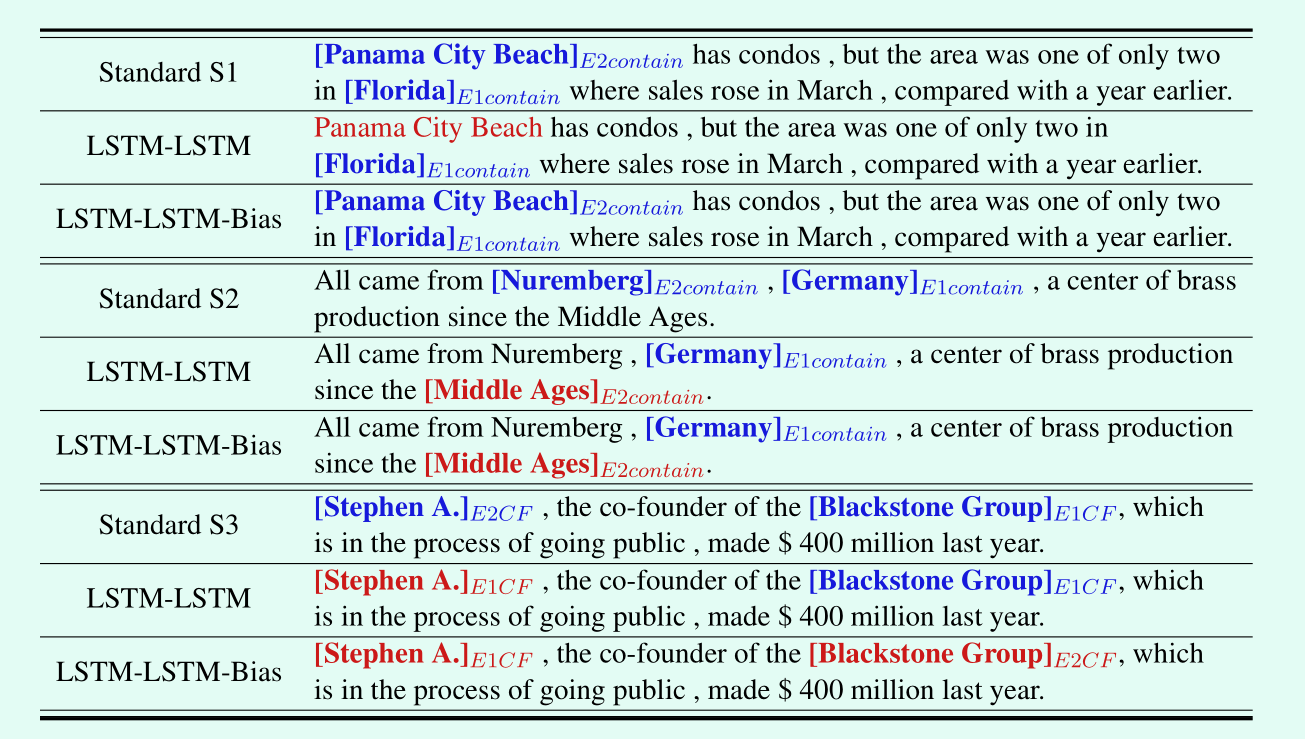 Standard S1
[Panama City Beach]E2contain has condos , but the area was one of only two
in [Florida]E1contain where sales rose in March , compared with a year earlier.
LSTM-LSTM
Panama City Beach has condos , but the area was one of only two in
[Florida]E1contain where sales rose in March , compared with a year earlier.
LSTM-LSTM-Bias
[Panama City Beach]E2contain has condos , but the area was one of only two
in [Florida]E1contain where sales rose in March , compared with a year earlier.
Standard S2
All came from [Nuremberg]E2contain , [Germany]E1contain , a center of brass
production since the Middle Ages.
LSTM-LSTM
All came from Nuremberg , [Germany]E1contain , a center of brass production
since the [Middle Ages]E2contain.
LSTM-LSTM-Bias
All came from Nuremberg , [Germany]E1contain , a center of brass production
since the [Middle Ages]E2contain.
Standard S3
[Stephen A.]E2CF , the co-founder of the [Blackstone Group]E1CF, which
is in the process of going public , made $ 400 million last year.
LSTM-LSTM
[Stephen A.]E1CF , the co-founder of the [Blackstone Group]E1CF, which
is in the process of going public , made $ 400 million last year.
LSTM-LSTM-Bias
[Stephen A.]E1CF , the co-founder of the [Blackstone Group]E2CF, which
is in the process of going public , made $ 400 million last year.